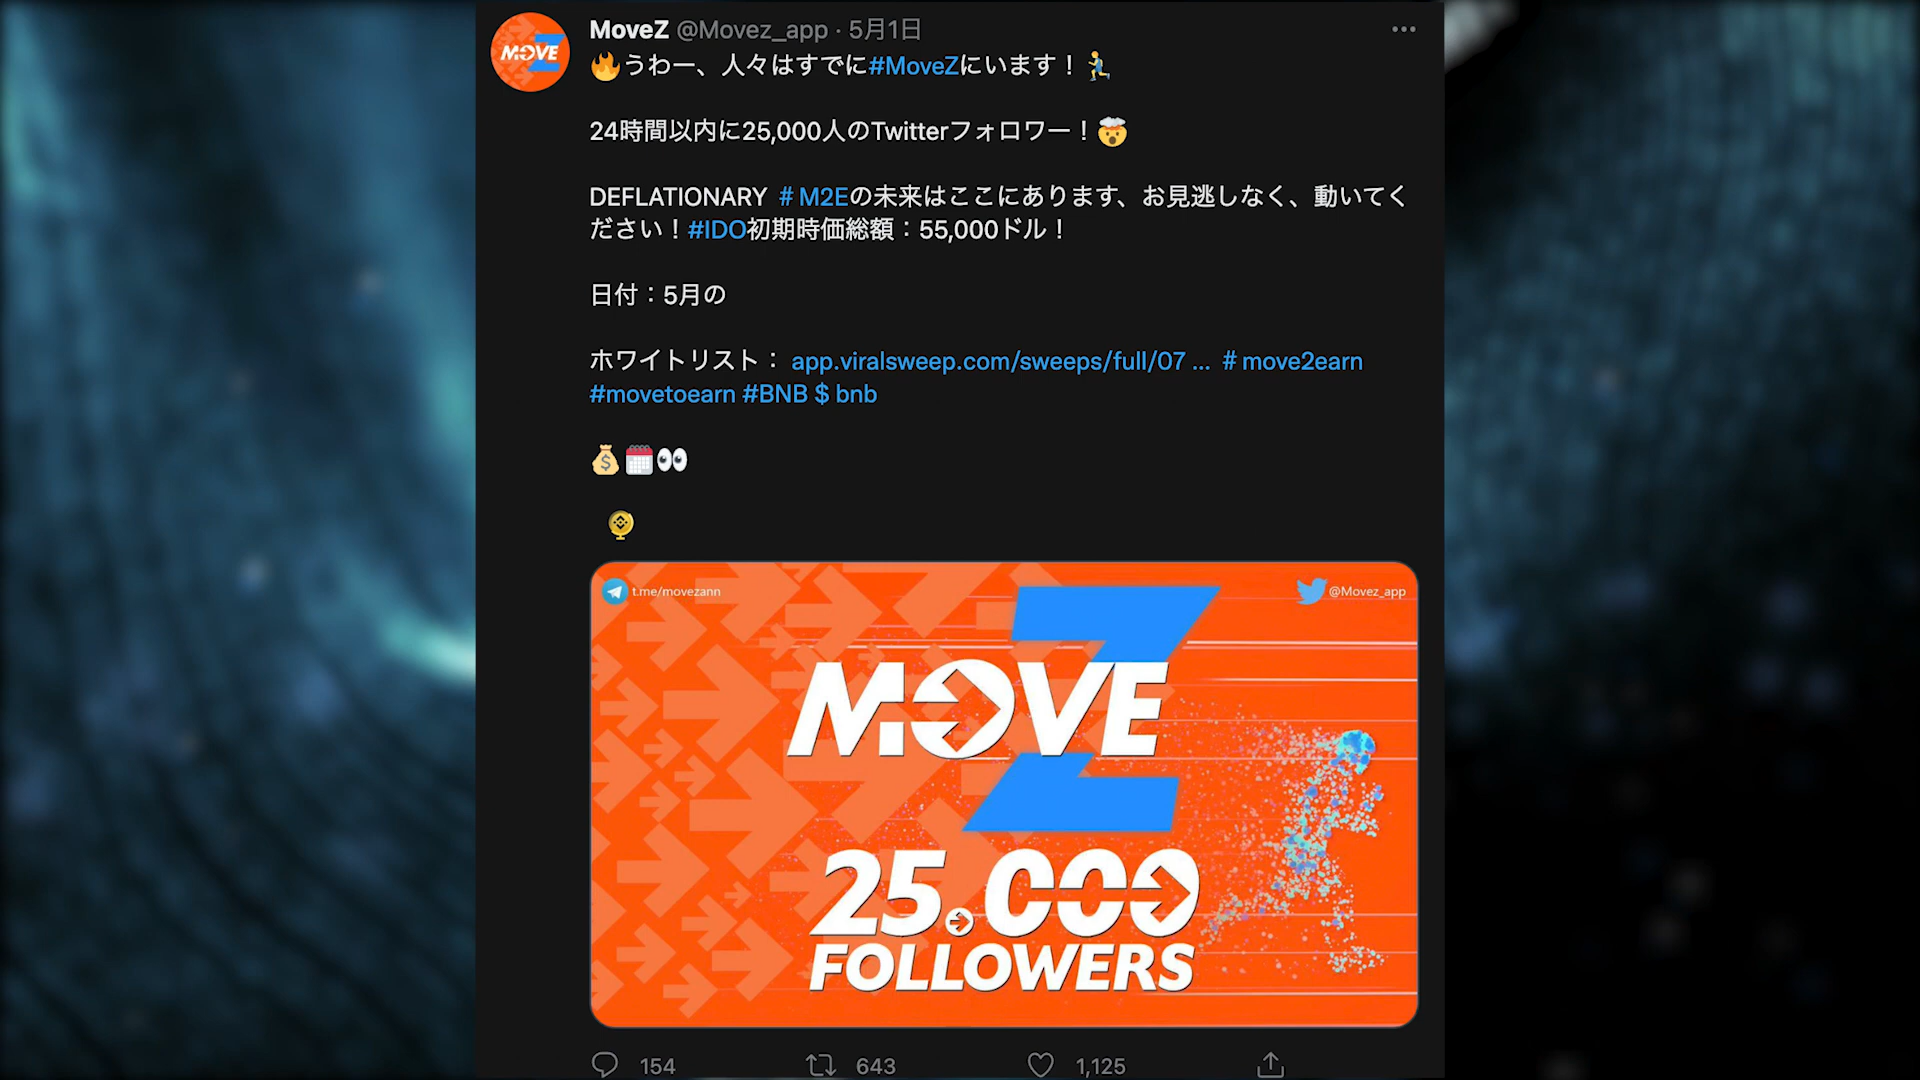 MoveZ @Movez_app · 5月1日
MOVE Z
🔥うわー、人々はすでに#MoveZにいます！🏃‍♂️
24時間以内に25,000人のTwitterフォロワー！🤯
DEFLATIONARY ＃M2Eの未来はここにあります、お見逃しなく、動いてく
ださい！#IDO初期時価総額：55,000ドル！
日付：5月の
ホワイトリスト： app.viralsweep.com/sweeps/full/07 ... ＃move2earn
#movetoearn #BNB＄bnb
💰🗓👀
t.me/movezann
@Movez_app
MOVE Z
25.000
FOLLOWERS
154 643 1,125